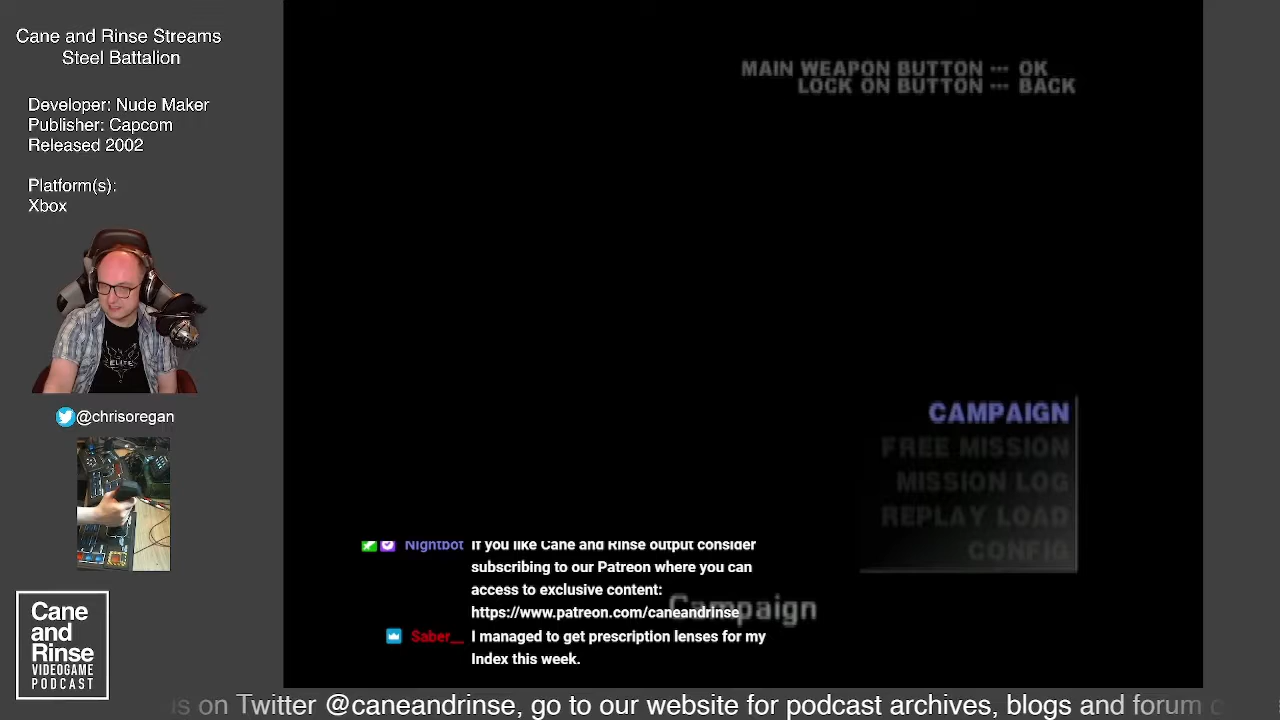 Cane and Rinse Streams
Steel Battalion
Developer: Nude Maker
Publisher: Capcom
Released 2002
Platform(s):
Xbox
ELITE
@chrisoregan
Cane
and
Rinse
VIDEOGAME
PODCAST
MAIN WEAPON BUTTON ··· OK
LOCK ON BUTTON ··· BACK
CAMPAIGN
FREE MISSION
MISSION LOG
REPLAY LOAD
CONFIG
Nightbot If you like Cane and Rinse output consider
subscribing to our Patreon where you can
access to exclusive content:
https://www.patreon.com/caneandrinse
Campaign
Saber__ I managed to get prescription lenses for my
Index this week.
is on Twitter @caneandrinse, go to our website for podcast archives, blogs and forum c